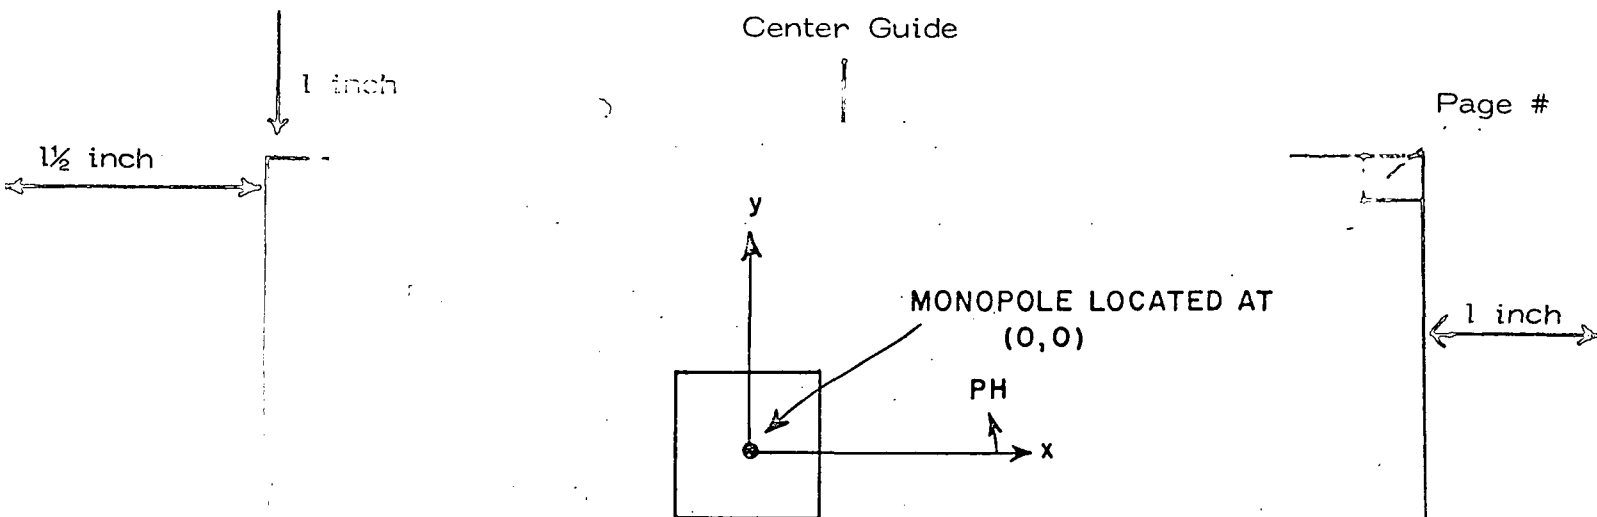 Center Guide
1 inch
Page #
1½ inch
y
MONOPOLE LOCATED AT
(0,0)
1 inch
PH
x